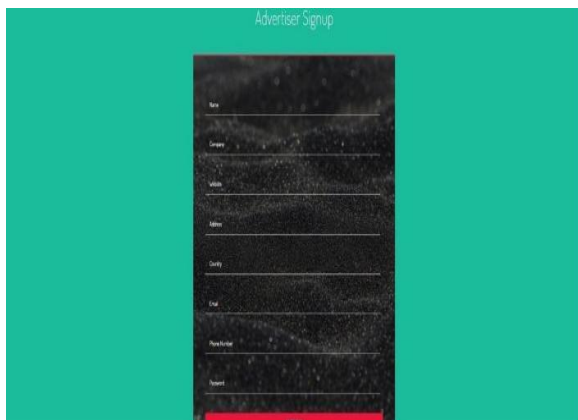 Advertiser Signup
Name
Company
Website
Address
Country
Email
Phone Number
Password